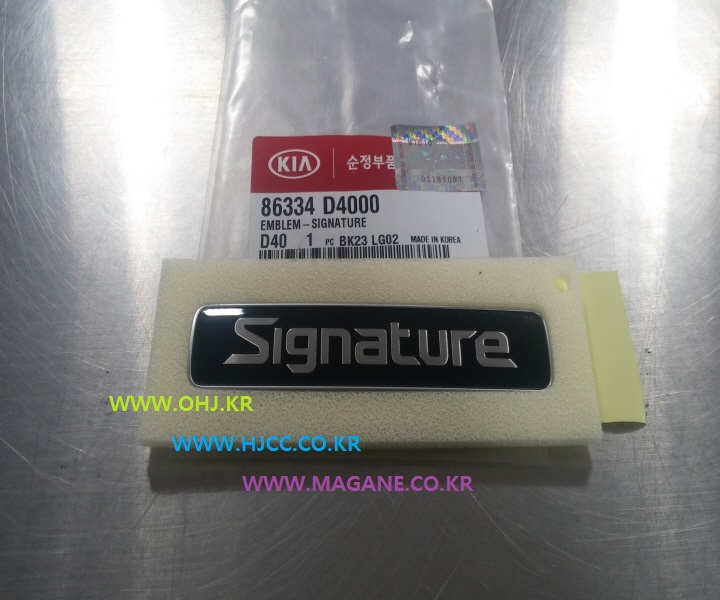 KIA 순정부품
86334 D4000
EMBLEM-SIGNATURE
D40 1 PC BK23 LG02 MADE IN KOREA
Signature
WWW.OHJ.KR
WWW.HJCC.CO.KR
WWW.MAGANE.CO.KR